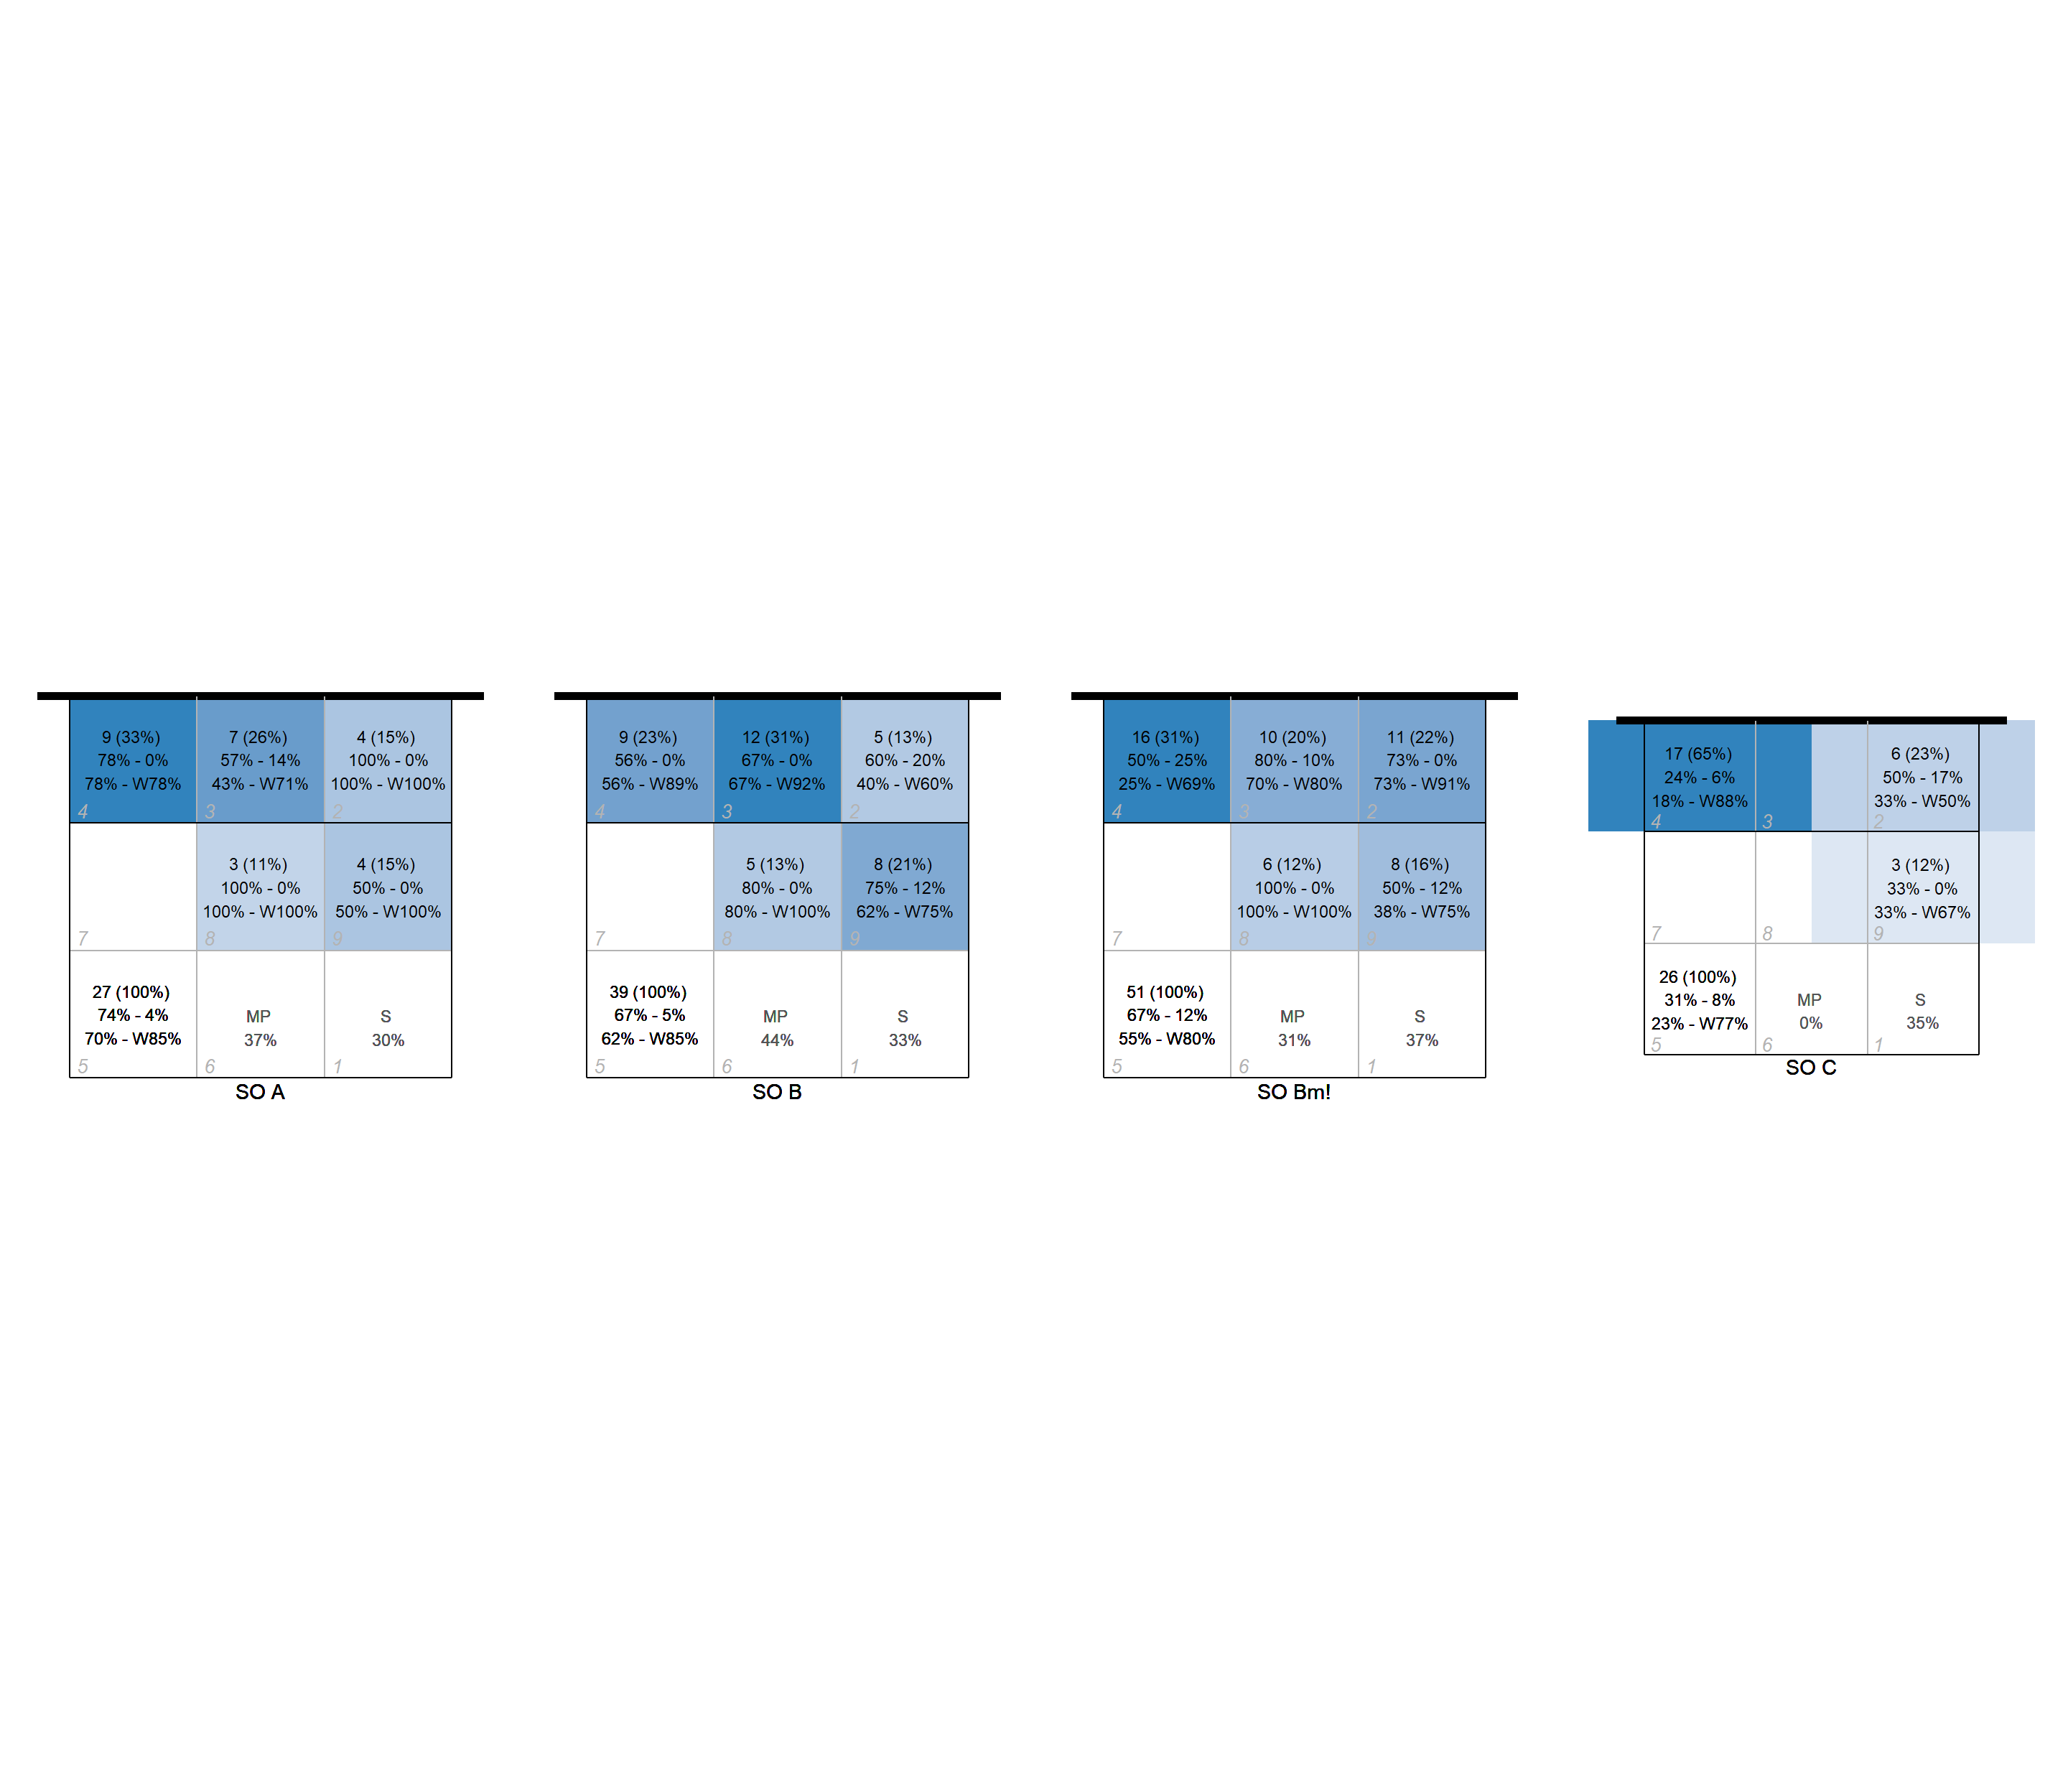 9 (33%)
78% - 0%
78% - W78%
4
7 (26%)
57% - 14%
43% - W71%
3
4 (15%)
100% - 0%
100% - W100%
2
7
3 (11%)
100% - 0%
100% - W100%
8
4 (15%)
50% - 0%
50% - W100%
9
27 (100%)
74% - 4%
70% - W85%
5
MP
37%
6
S
30%
1
SO A
9 (23%)
56% - 0%
56% - W89%
4
12 (31%)
67% - 0%
67% - W92%
3
5 (13%)
60% - 20%
40% - W60%
2
7
5 (13%)
80% - 0%
80% - W100%
8
8 (21%)
75% - 12%
62% - W75%
9
39 (100%)
67% - 5%
62% - W85%
5
MP
44%
6
S
33%
1
SO B
16 (31%)
50% - 25%
25% - W69%
4
10 (20%)
80% - 10%
70% - W80%
3
11 (22%)
73% - 0%
73% - W91%
2
7
6 (12%)
100% - 0%
100% - W100%
8
8 (16%)
50% - 12%
38% - W75%
9
51 (100%)
67% - 12%
55% - W80%
5
MP
31%
6
S
37%
1
SO Bm!
17 (65%)
24% - 6%
18% - W88%
4
3
6 (23%)
50% - 17%
33% - W50%
2
7
8
3 (12%)
33% - 0%
33% - W67%
9
26 (100%)
31% - 8%
23% - W77%
5
MP
0%
6
S
35%
1
SO C